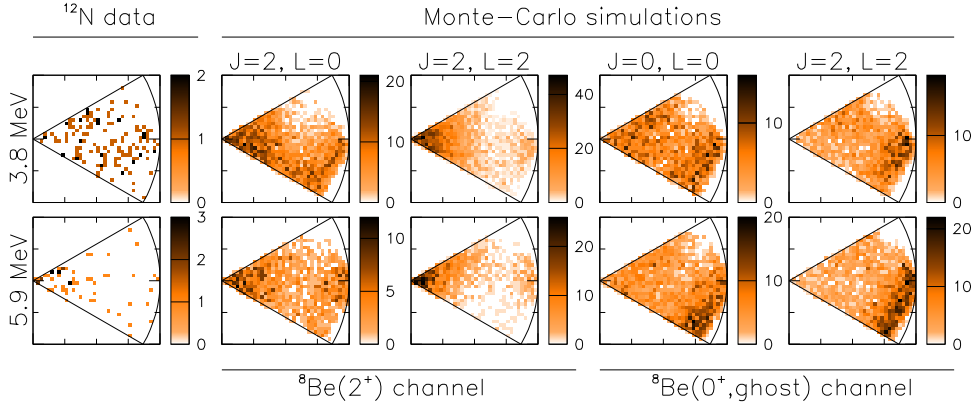 ¹²N data
Monte-Carlo simulations
J=2, L=0
J=2, L=2
J=0, L=0
J=2, L=2
3.8 MeV
2
1
0
20
10
0
40
20
0
10
0
10
0
5.9 MeV
3
2
1
0
10
5
0
20
10
0
20
10
0
20
10
0
⁸Be(2⁺) channel
⁸Be(0⁺,ghost) channel